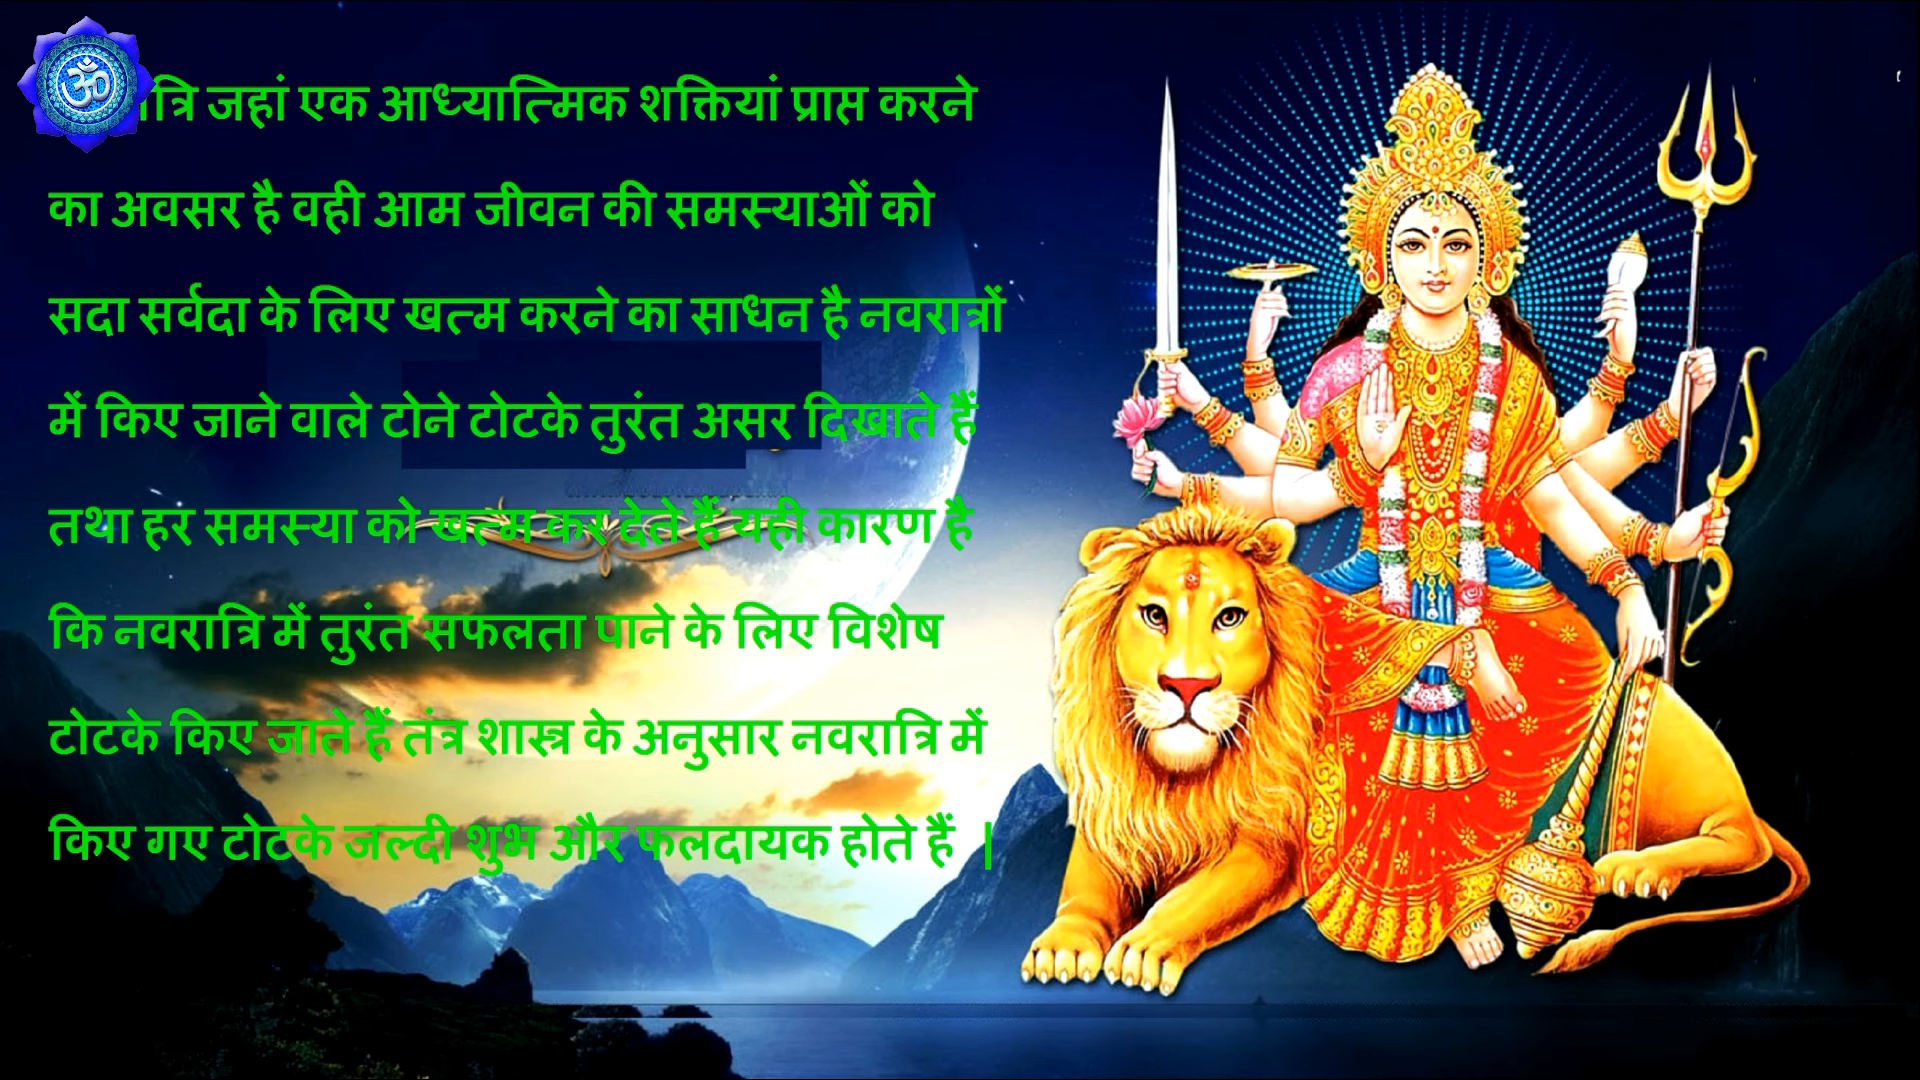 ॐ
जहां एक आध्यात्मिक शक्तियां प्राप्त करने
का अवसर है वही आम जीवन की समस्याओं को
सदा सर्वदा के लिए खत्म करने का साधन है नवरात्रों
में किए जाने वाले टोने टोटके तुरंत असर दिखाते हैं
तथा हर समस्या को खत्म कर देते हैं यही कारण है
कि नवरात्रि में तुरंत सफलता पाने के लिए विशेष
टोटके किए जाते हैं तंत्र शास्त्र के अनुसार नवरात्रि में
किए गए टोटके जल्दी शुभ और फलदायक होते हैं |